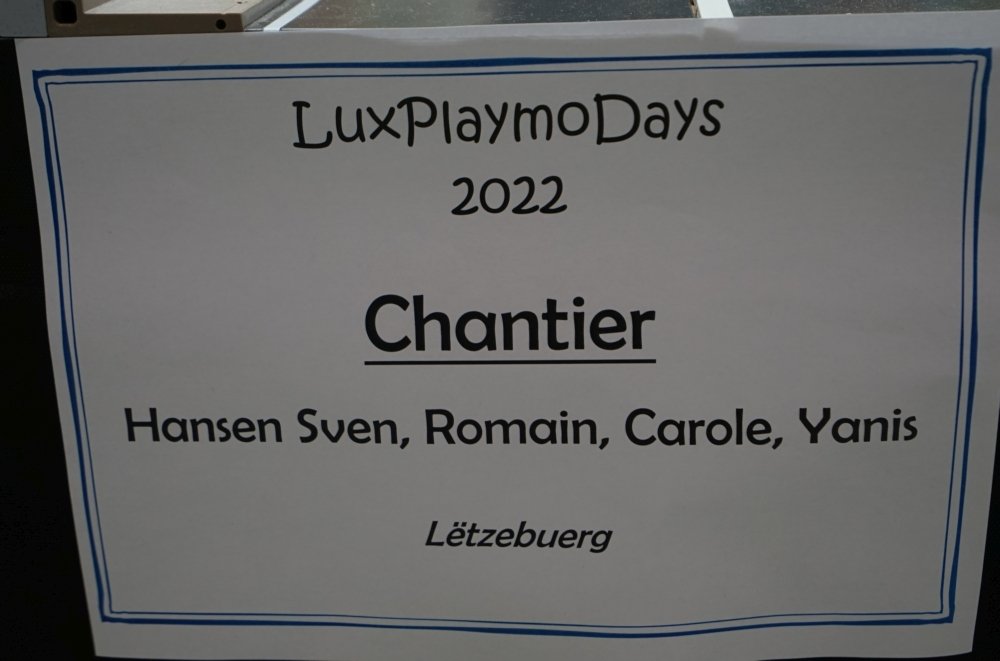 LuxPlaymoDays
2022
Chantier
Hansen Sven, Romain, Carole, Yanis
Lëtzebuerg